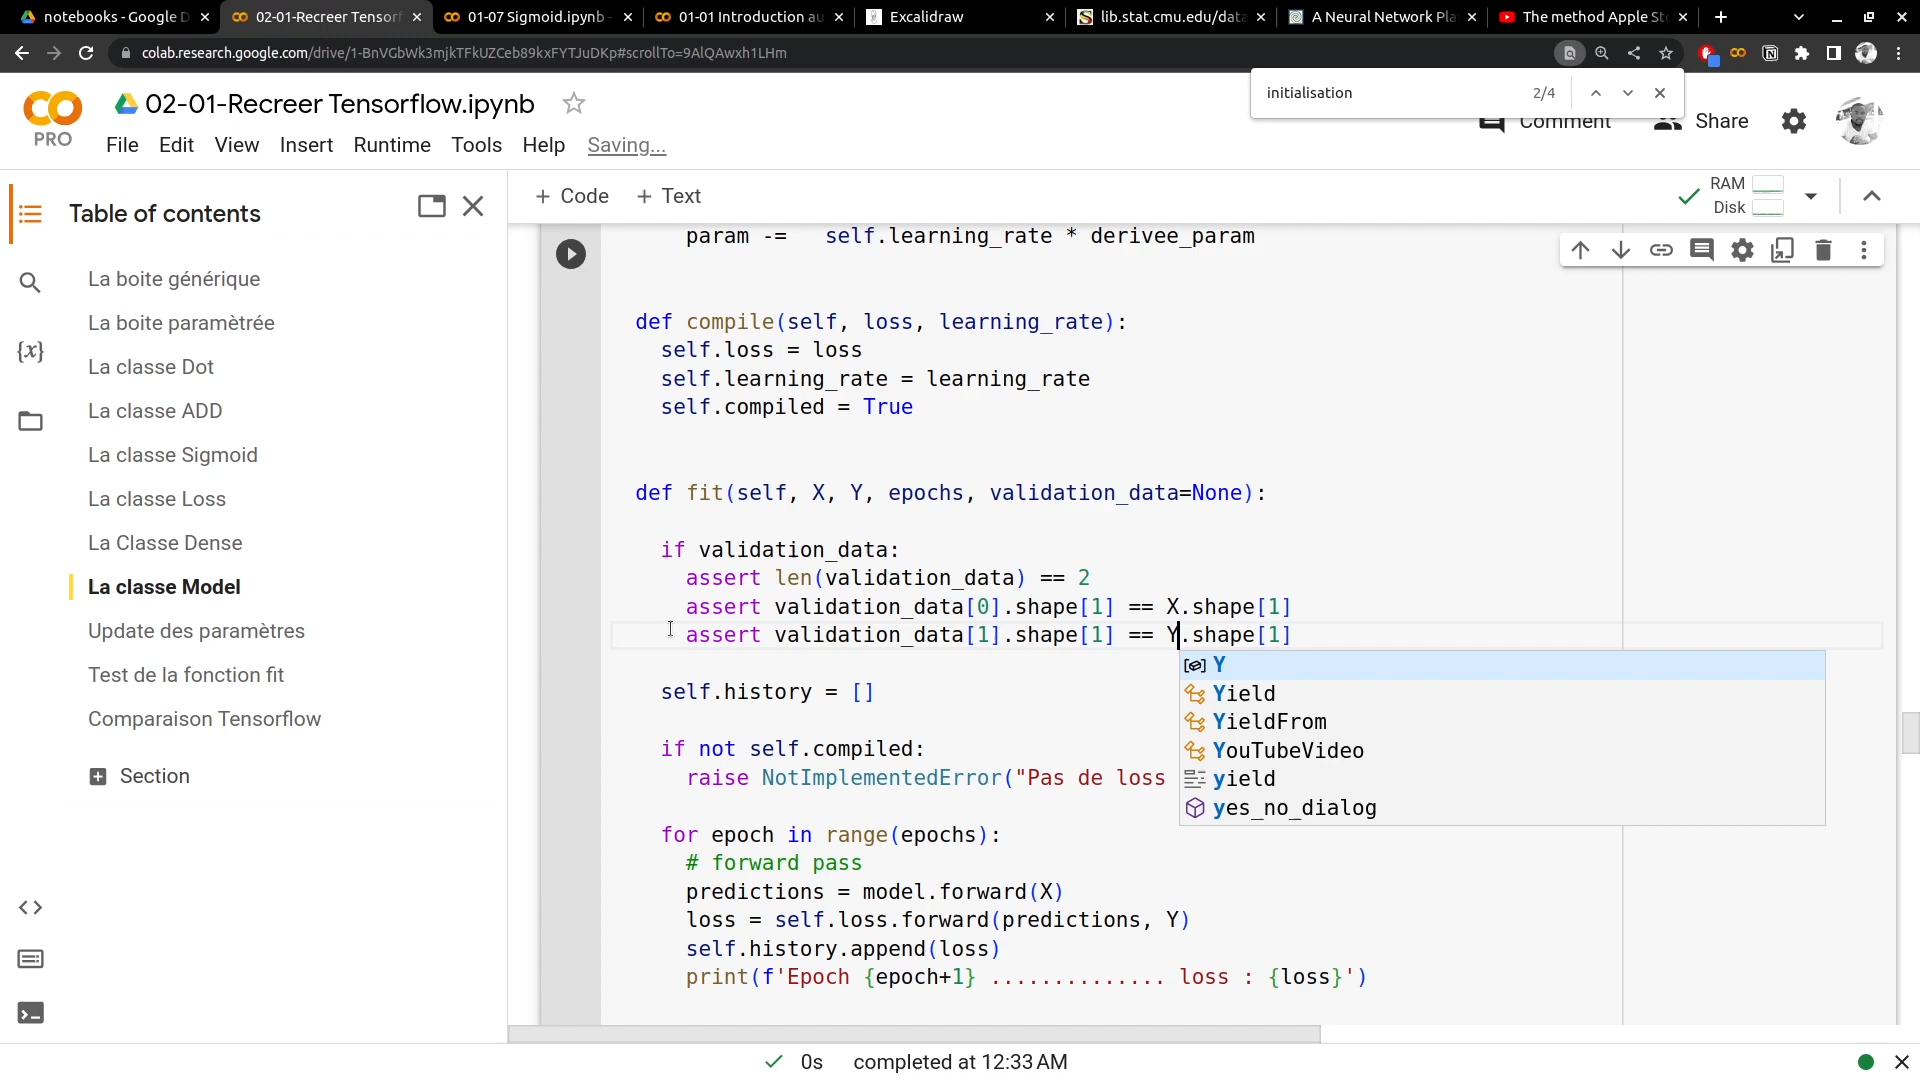 notebooks - Google D
02-01-Recreer Tensorf
01-07 Sigmoid.ipynb -
01-01 Introduction au
Excalidraw
lib.stat.cmu.edu/data
A Neural Network Pla
The method Apple Sto
colab.research.google.com/drive/1-BnVGbWk3mjkTFkUZCeb89kxFYTJuDKp#scrollTo=9AlQAwxh1LHm
initialisation 2/4
02-01-Recreer Tensorflow.ipynb
PRO
File Edit View Insert Runtime Tools Help Saving...
Comment Share
Table of contents
+ Code + Text
RAM
Disk
La boite générique
La boite paramètrée
La classe Dot
La classe ADD
La classe Sigmoid
La classe Loss
La Classe Dense
La classe Model
Update des paramètres
Test de la fonction fit
Comparaison Tensorflow
Section
param -=   self.learning_rate * derivee_param
def compile(self, loss, learning_rate):
self.loss = loss
self.learning_rate = learning_rate
self.compiled = True
def fit(self, X, Y, epochs, validation_data=None):
if validation_data:
assert len(validation_data) == 2
assert validation_data[0].shape[1] == X.shape[1]
assert validation_data[1].shape[1] == Y.shape[1]
Y
Yield
YieldFrom
YouTubeVideo
yield
yes_no_dialog
self.history = []
if not self.compiled:
raise NotImplementedError("Pas de loss
for epoch in range(epochs):
# forward pass
predictions = model.forward(X)
loss = self.loss.forward(predictions, Y)
self.history.append(loss)
print(f'Epoch {epoch+1} .............. loss : {loss}')
0s completed at 12:33 AM